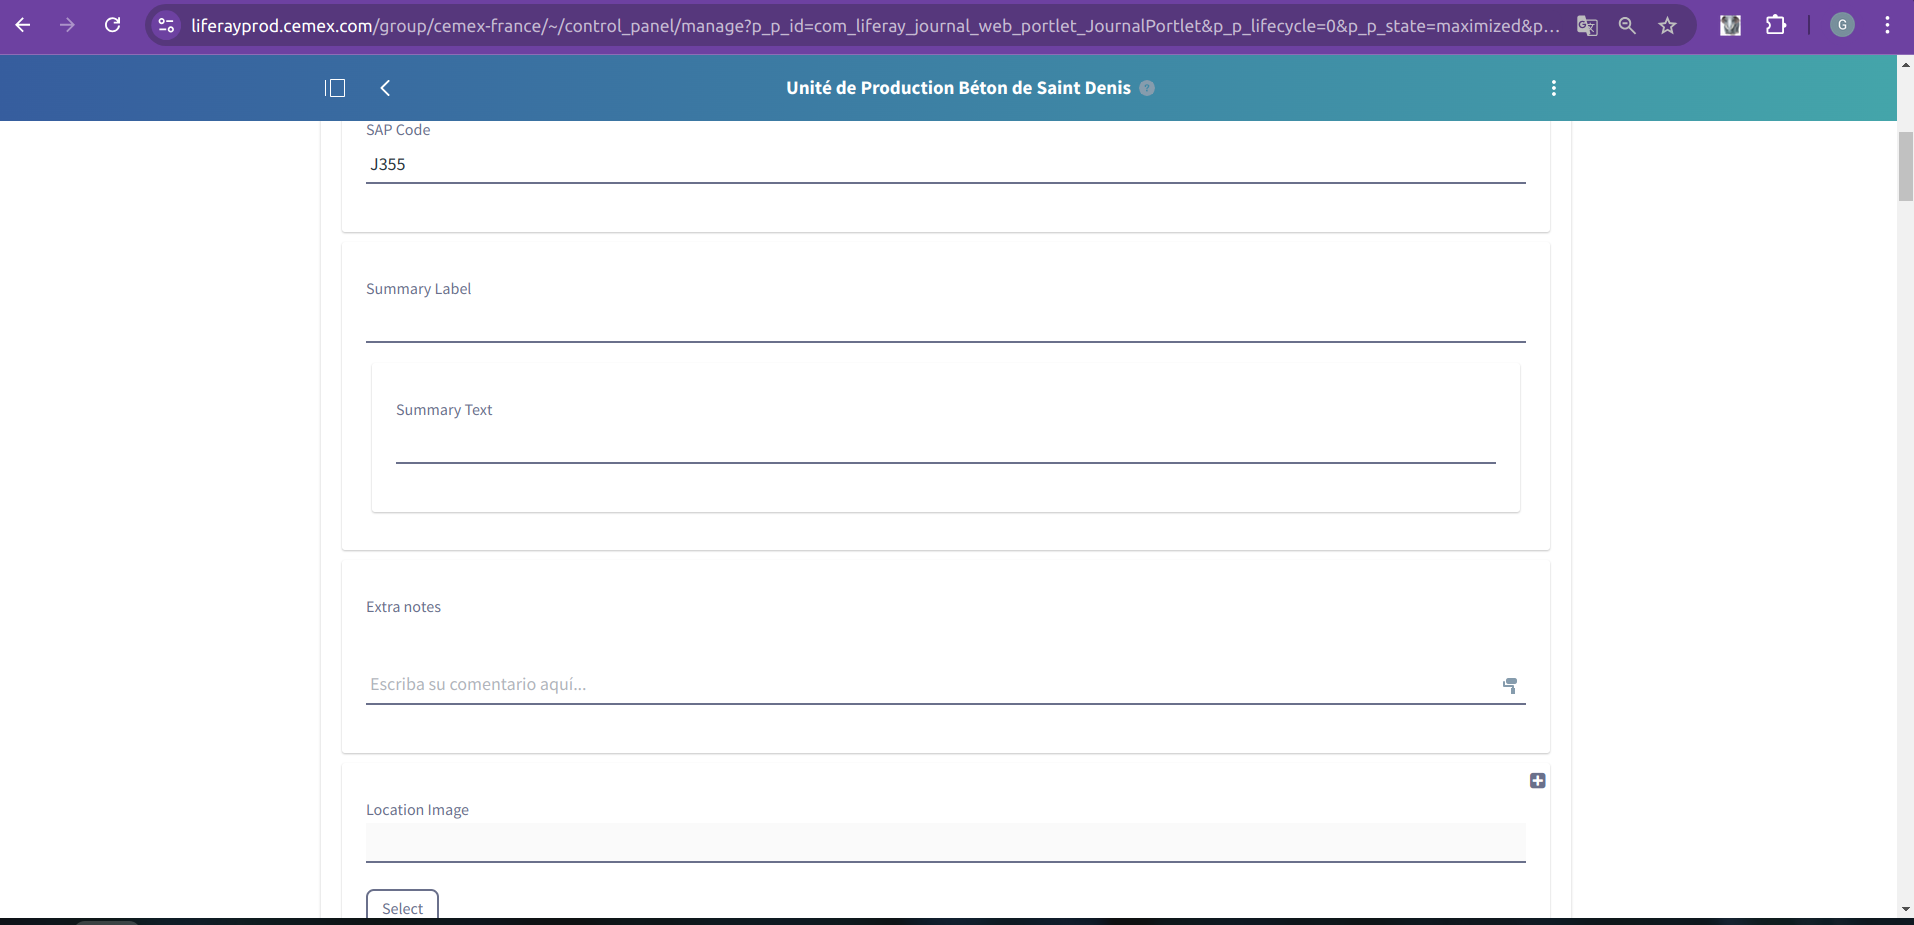 liferayprod.cemex.com/group/cemex-france/~/control_panel/manage?p_p_id=com_liferay_journal_web_portlet_JournalPortlet&p_p_lifecycle=0&p_p_state=maximized&p...
G
Unité de Production Béton de Saint Denis ?
SAP Code
J355
Summary Label
Summary Text
Extra notes
Escriba su comentario aquí...
Location Image
Select